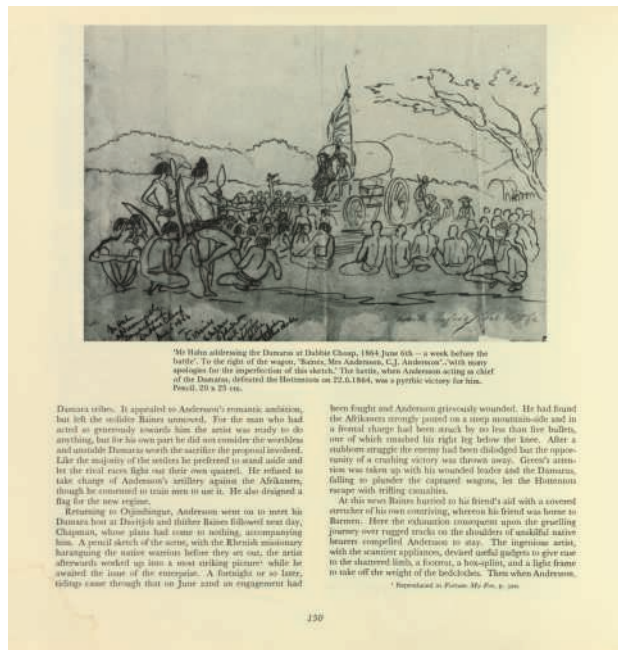 'Mr Hahn addressing the Damaras at Dabbie Choap, 1864 June 6th — a week before the
battle'. To the right of the wagon, 'Baines, Mrs Andersson, C.J. Andersson'..'with many
apologies for the imperfection of this sketch.' The battle, when Andersson acting as chief
of the Damaras, defeated the Hottentots on 22.6.1864, was a pyrrhic victory for him.
Pencil. 20 x 25 cm.
Damara tribes. It appealed to Andersson's romantic ambition,
but left the stolider Baines unmoved. For the man who had
acted so generously towards him the artist was ready to do
anything, but for his own part he did not consider the worthless
and unstable Damaras worth the sacrifice the proposal involved.
Like the majority of the settlers he preferred to stand aside and
let the rival races fight out their own quarrel. He refused to
take charge of Andersson's artillery against the Afrikaners,
though he consented to train men to use it. He also designed a
flag for the new regime.
Returning to Otjimbingue, Andersson went on to meet his
Damara host at Davitjob and thither Baines followed next day,
Chapman, whose plans had come to nothing, accompanying
him. A pencil sketch of the scene, with the Rhenish missionary
haranguing the native warriors before they set out, the artist
afterwards worked up into a most striking picture¹ while he
awaited the issue of the enterprise. A fortnight or so later,
tidings came through that on June 22nd an engagement had
been fought and Andersson grievously wounded. He had found
the Afrikaners strongly posted on a steep mountain-side and in
a frontal charge had been struck by no less than five bullets,
one of which smashed his right leg below the knee. After a
stubborn struggle the enemy had been dislodged but the oppor-
tunity of a crushing victory was thrown away. Green's atten-
tion was taken up with his wounded leader and the Damaras,
falling to plunder the captured wagons, let the Hottentots
escape with trifling casualties.
At this news Baines hurried to his friend's aid with a covered
stretcher of his own contriving, whereon his friend was borne to
Barmen. Here the exhaustion consequent upon the gruelling
journey over rugged tracks on the shoulders of unskilful native
bearers compelled Andersson to stay. The ingenious artist,
with the scantiest appliances, devised useful gadgets to give ease
to the shattered limb, a footrest, a box-splint, and a light frame
to take off the weight of the bedclothes. Then when Andersson,
¹ Reproduced in Fortune My Foe, p. 320.
130